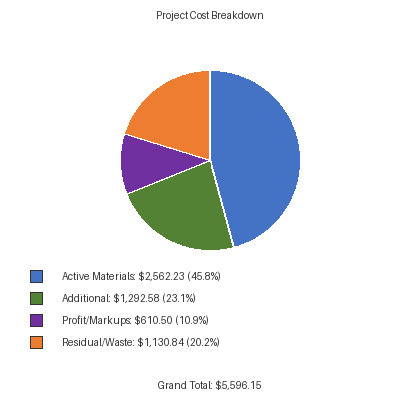 Project Cost Breakdown
Active Materials: $2,562.23 (45.8%)
Additional: $1,292.58 (23.1%)
Profit/Markups: $610.50 (10.9%)
Residual/Waste: $1,130.84 (20.2%)
Grand Total: $5,596.15